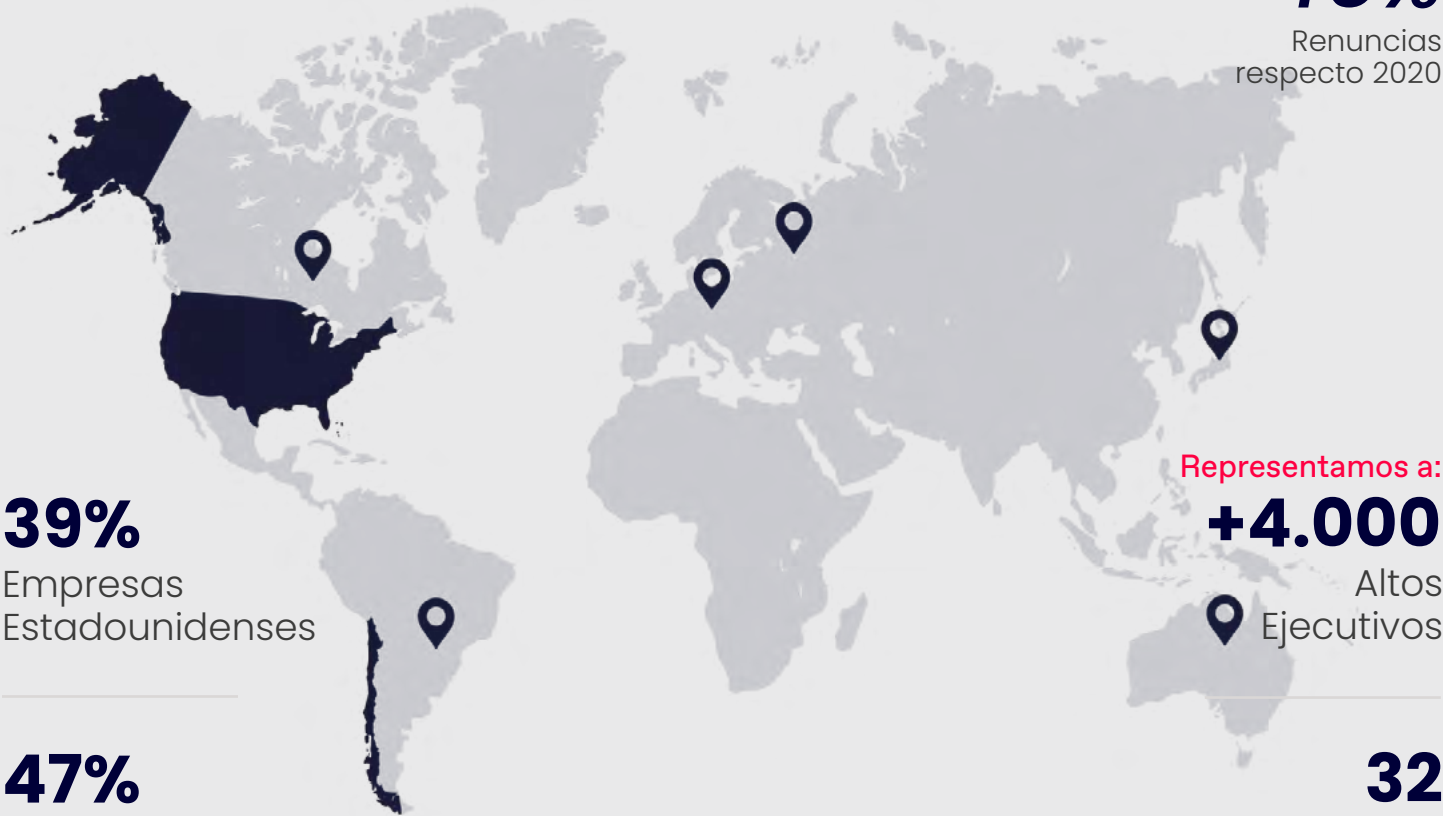 Renuncias
respecto 2020
Representamos a:
39%
+4.000
Empresas
Estadounidenses
Altos
Ejecutivos
47%
32